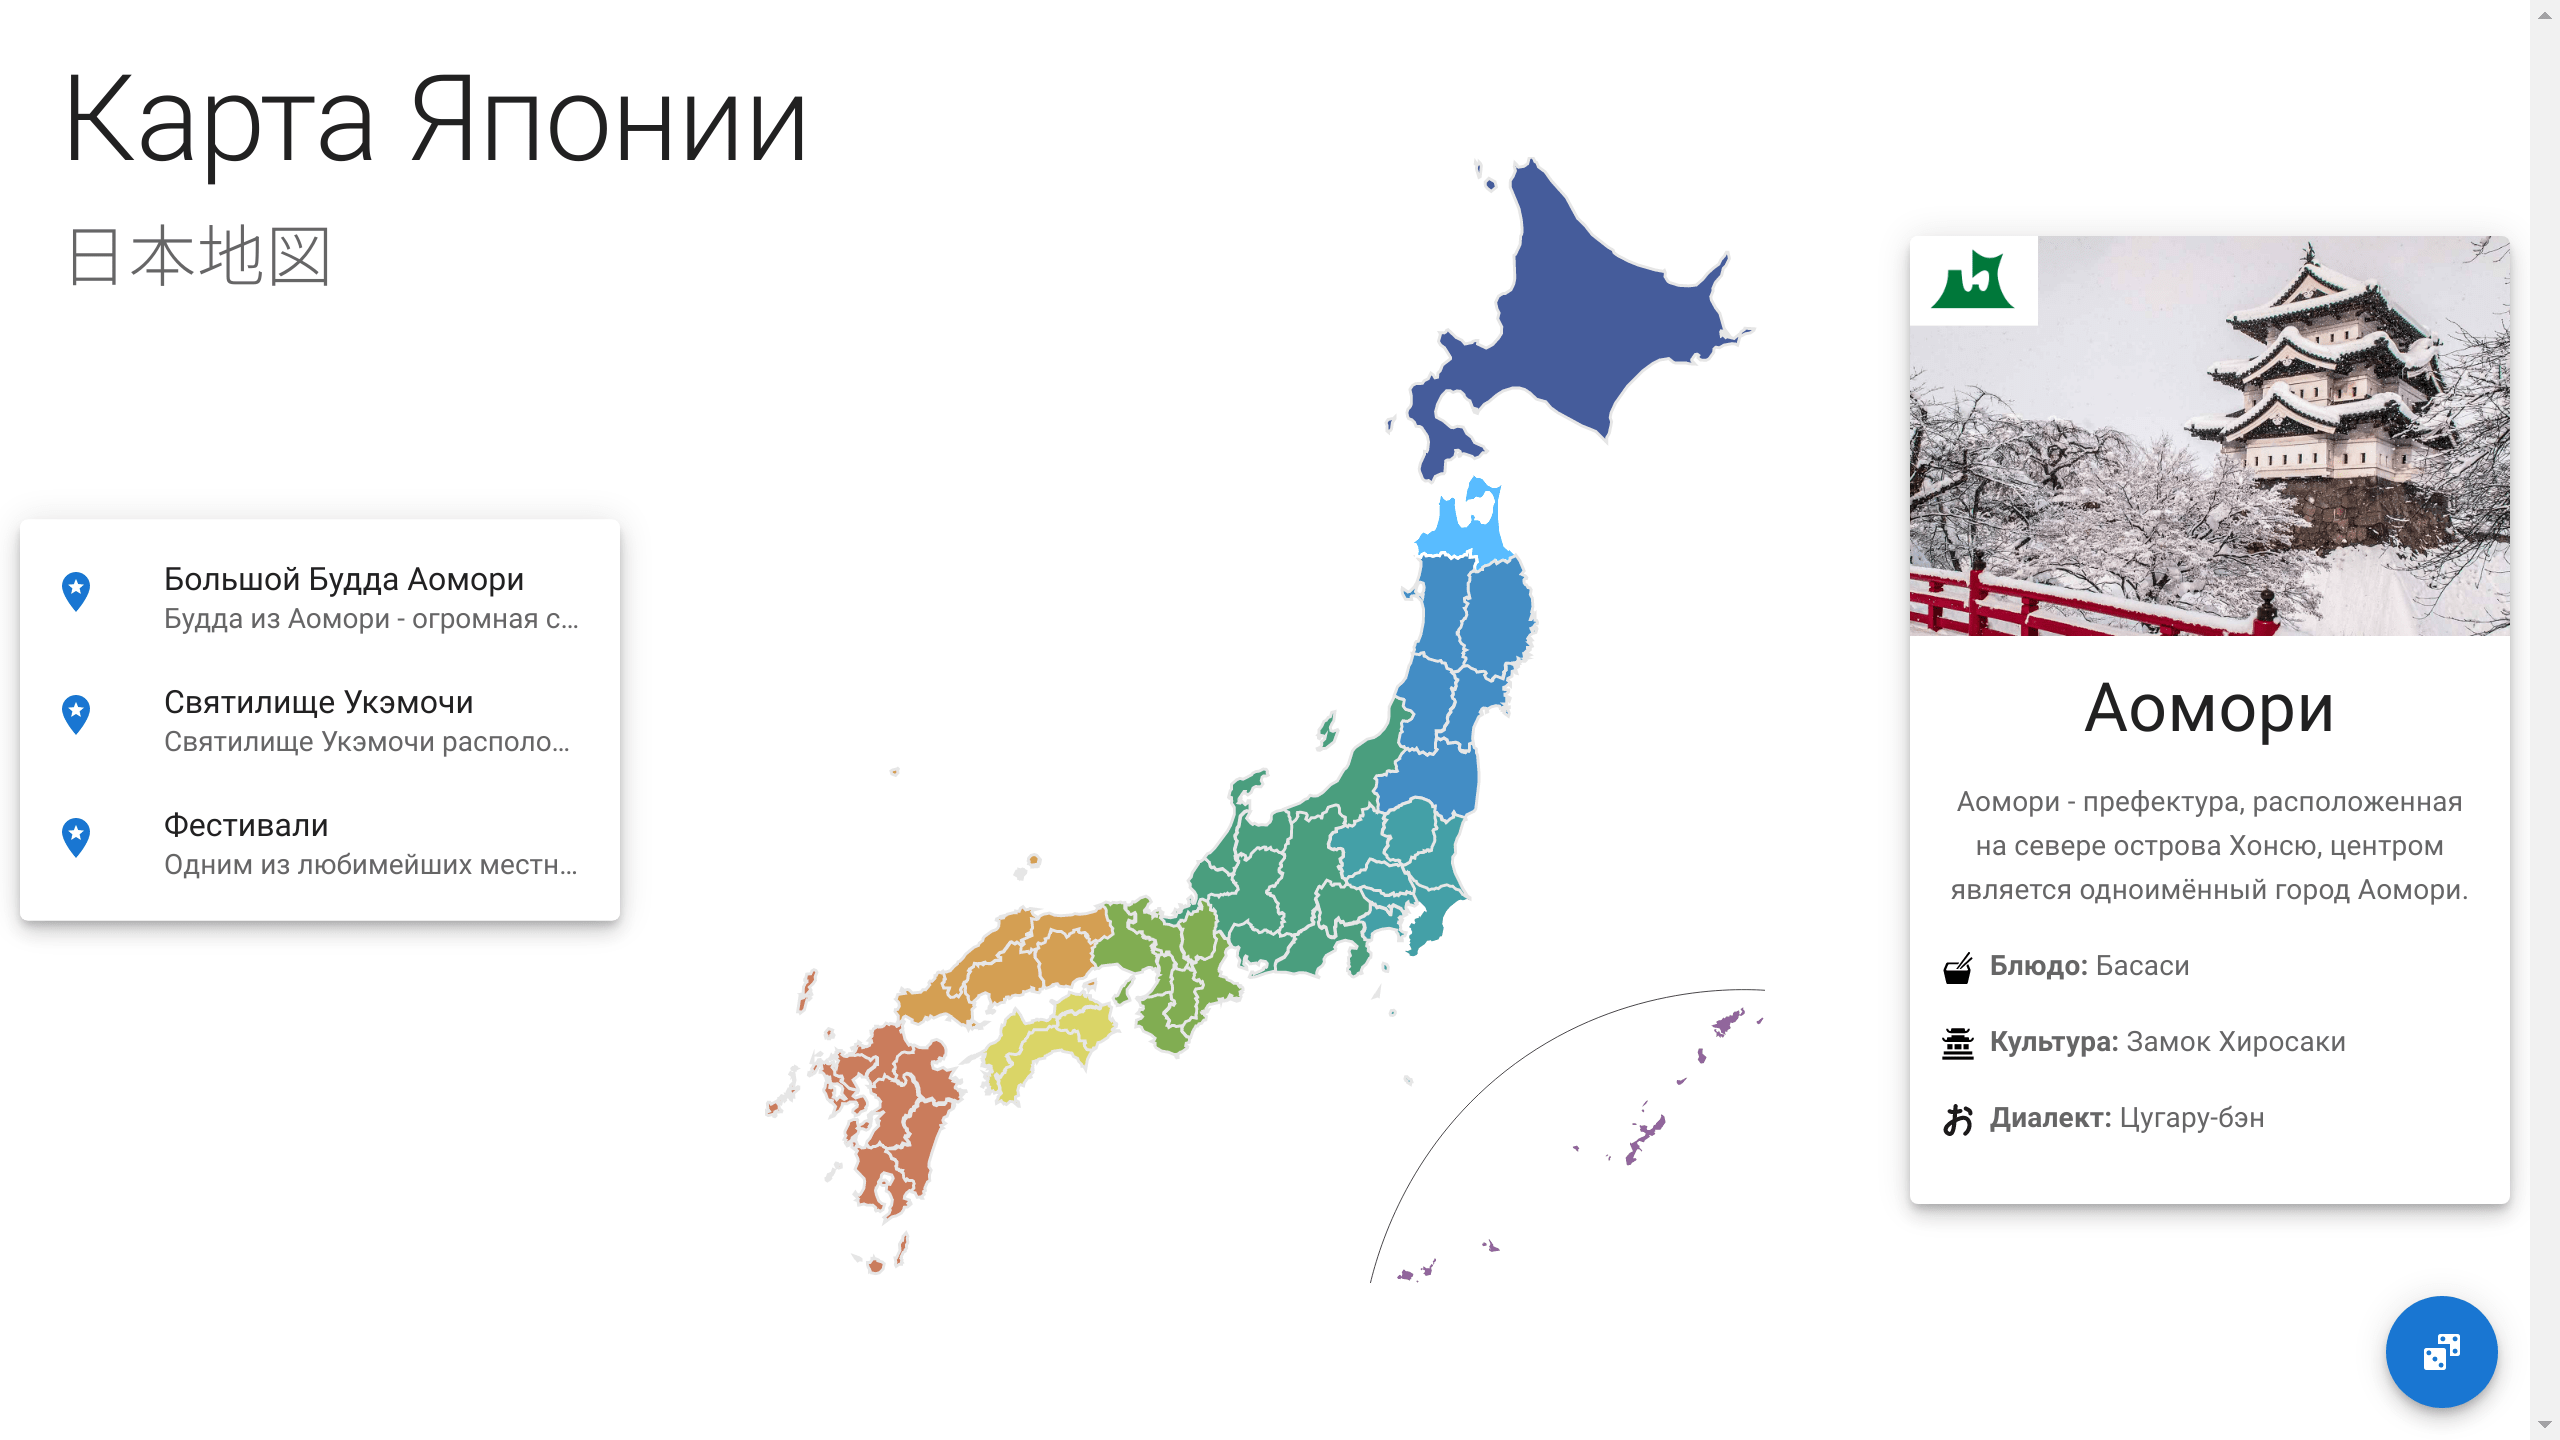 Карта Японии
日本地図
Большой Будда Аомори
Будда из Аомори - огромная с...
Святилище Укэмочи
Святилище Укэмочи располо...
Фестивали
Одним из любимейших местн...
Аомори
Аомори - префектура, расположенная
на севере острова Хонсю, центром
является одноимённый город Аомори.
Блюдо: Басаси
Культура: Замок Хиросаки
お Диалект: Цугару-бэн